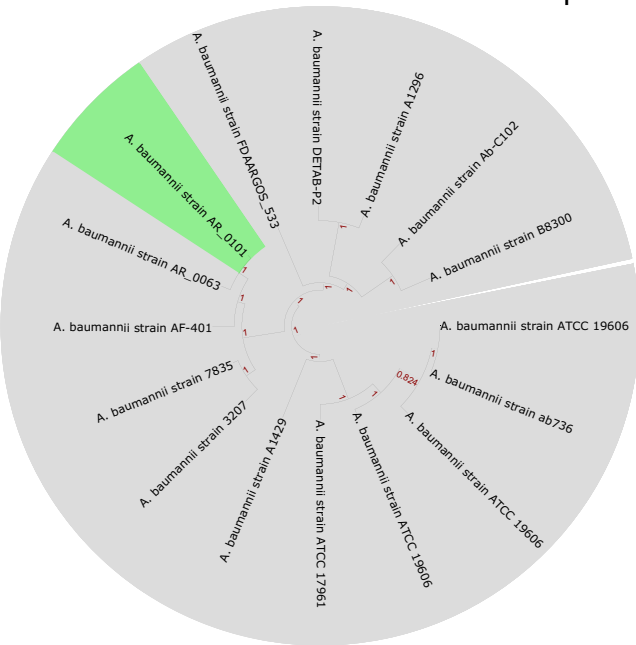 A. baumannii strain FDAARGOS_533
A. baumannii strain DETAB-P2
A. baumannii strain A1296
A. baumannii strain Ab-C102
A. baumannii strain B8300
A. baumannii strain ATCC 19606
A. baumannii strain ab736
A. baumannii strain ATCC 19606
A. baumannii strain ATCC 19606
A. baumannii strain ATCC 17961
A. baumannii strain A1429
A. baumannii strain 3207
A. baumannii strain 7835
A. baumannii strain AF-401
A. baumannii strain AR_0063
A. baumannii strain AR_0101
1
1
1
1
1
1
1
1
1
1
1
1
1
0.824
1